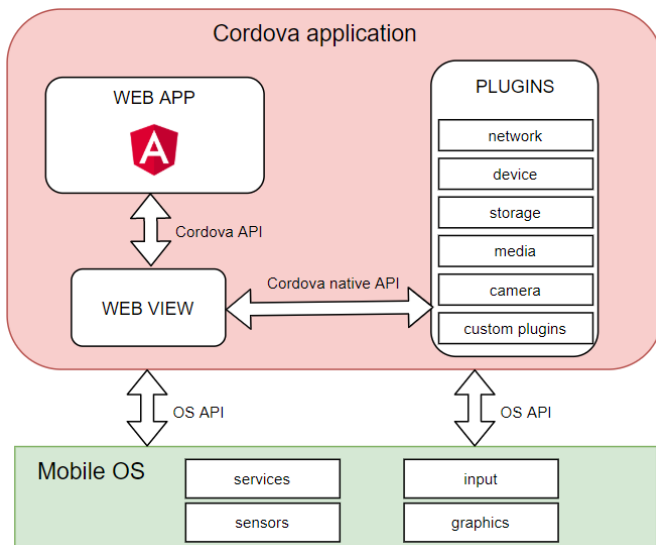 Cordova application
WEB APP
A
Cordova API
WEB VIEW
Cordova native API
PLUGINS
network
device
storage
media
camera
custom plugins
OS API
OS API
Mobile OS
services
input
sensors
graphics